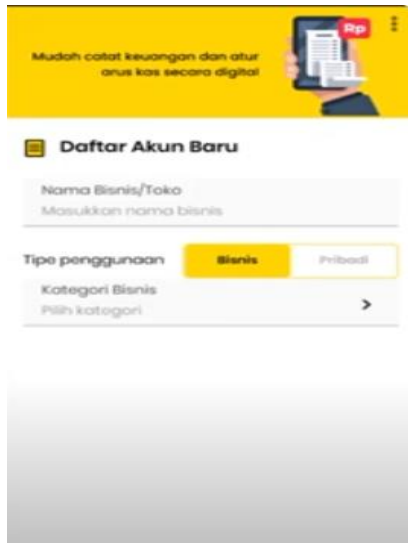 Mudah catat keuangan dan atur
arus kas secara digital
Rp
Daftar Akun Baru
Nama Bisnis/Toko
Masukkan nama bisnis
Tipe penggunaan
Bisnis
Pribadi
Kategori Bisnis
Pilih kategori